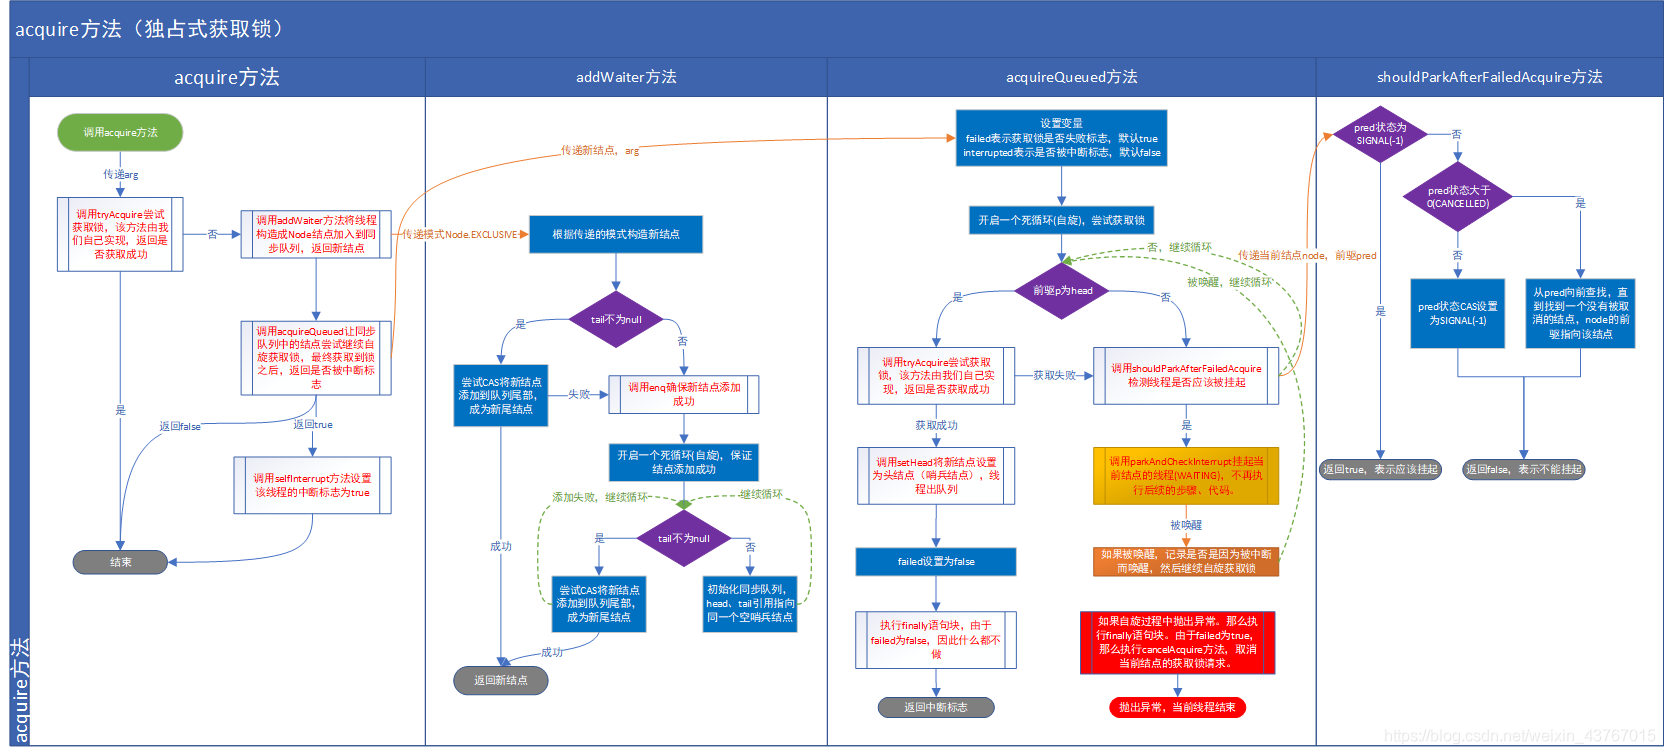 acquire方法（独占式获取锁）
acquire方法
acquire方法
调用acquire方法
传递arg
调用tryAcquire尝试
获取锁，该方法由我
们自己实现，返回是
否获取成功
否
是
调用addWaiter方法将线程
构造成Node结点加入到同
步队列，返回新结点
调用acquireQueued让同步
队列中的结点尝试继续自
旋获取锁，最终获取到锁
之后，返回是否被中断标
志
返回false
返回true
调用selfInterrupt方法设置
该线程的中断标志为true
结束
addWaiter方法
传递新结点，arg
传递模式Node.EXCLUSIVE
根据传递的模式构造新结点
tail不为null
是
否
尝试CAS将新结点
添加到队列尾部，
成为新尾结点
失败
调用enq确保新结点添加
成功
开启一个死循环(自旋)，保证
结点添加成功
添加失败，继续循环
继续循环
tail不为null
是
否
成功
尝试CAS将新结点
添加到队列尾部，
成为新尾结点
初始化同步队列，
head、tail引用指向
同一个空哨兵结点
成功
返回新结点
acquireQueued方法
设置变量
failed表示获取锁是否失败标志，默认true
interrupted表示是否被中断标志，默认false
开启一个死循环(自旋)，尝试获取锁
否，继续循环
传递当前结点node，前驱pred
被唤醒，继续循环
前驱p为head
是
否
调用tryAcquire尝试获取
锁，该方法由我们自己实
现，返回是否获取成功
获取失败
调用shouldParkAfterFailedAcquire
检测线程是否应该被挂起
获取成功
是
调用setHead将新结点设置
为头结点（哨兵结点），线
程出队列
调用parkAndCheckInterrupt挂起当
前结点的线程(WAITING)，不再执
行后续的步骤、代码。
被唤醒
failed设置为false
如果被唤醒，记录是否是因为被中断
而唤醒，然后继续自旋获取锁
执行finally语句块，由于
failed为false，因此什么都不
做
如果自旋过程中抛出异常。那么执
行finally语句块。由于failed为true，
那么执行cancelAcquire方法，取消
当前结点的获取锁请求。
返回中断标志
抛出异常，当前线程结束
shouldParkAfterFailedAcquire方法
pred状态为
SIGNAL(-1)
否
pred状态大于
0(CANCELLED)
是
否
是
pred状态CAS设置
为SIGNAL(-1)
从pred向前查找，直
到找到一个没有被取
消的结点，node的前
驱指向该结点
返回true，表示应该挂起
返回false，表示不能挂起
https://blog.csdn.net/weixin_43767015